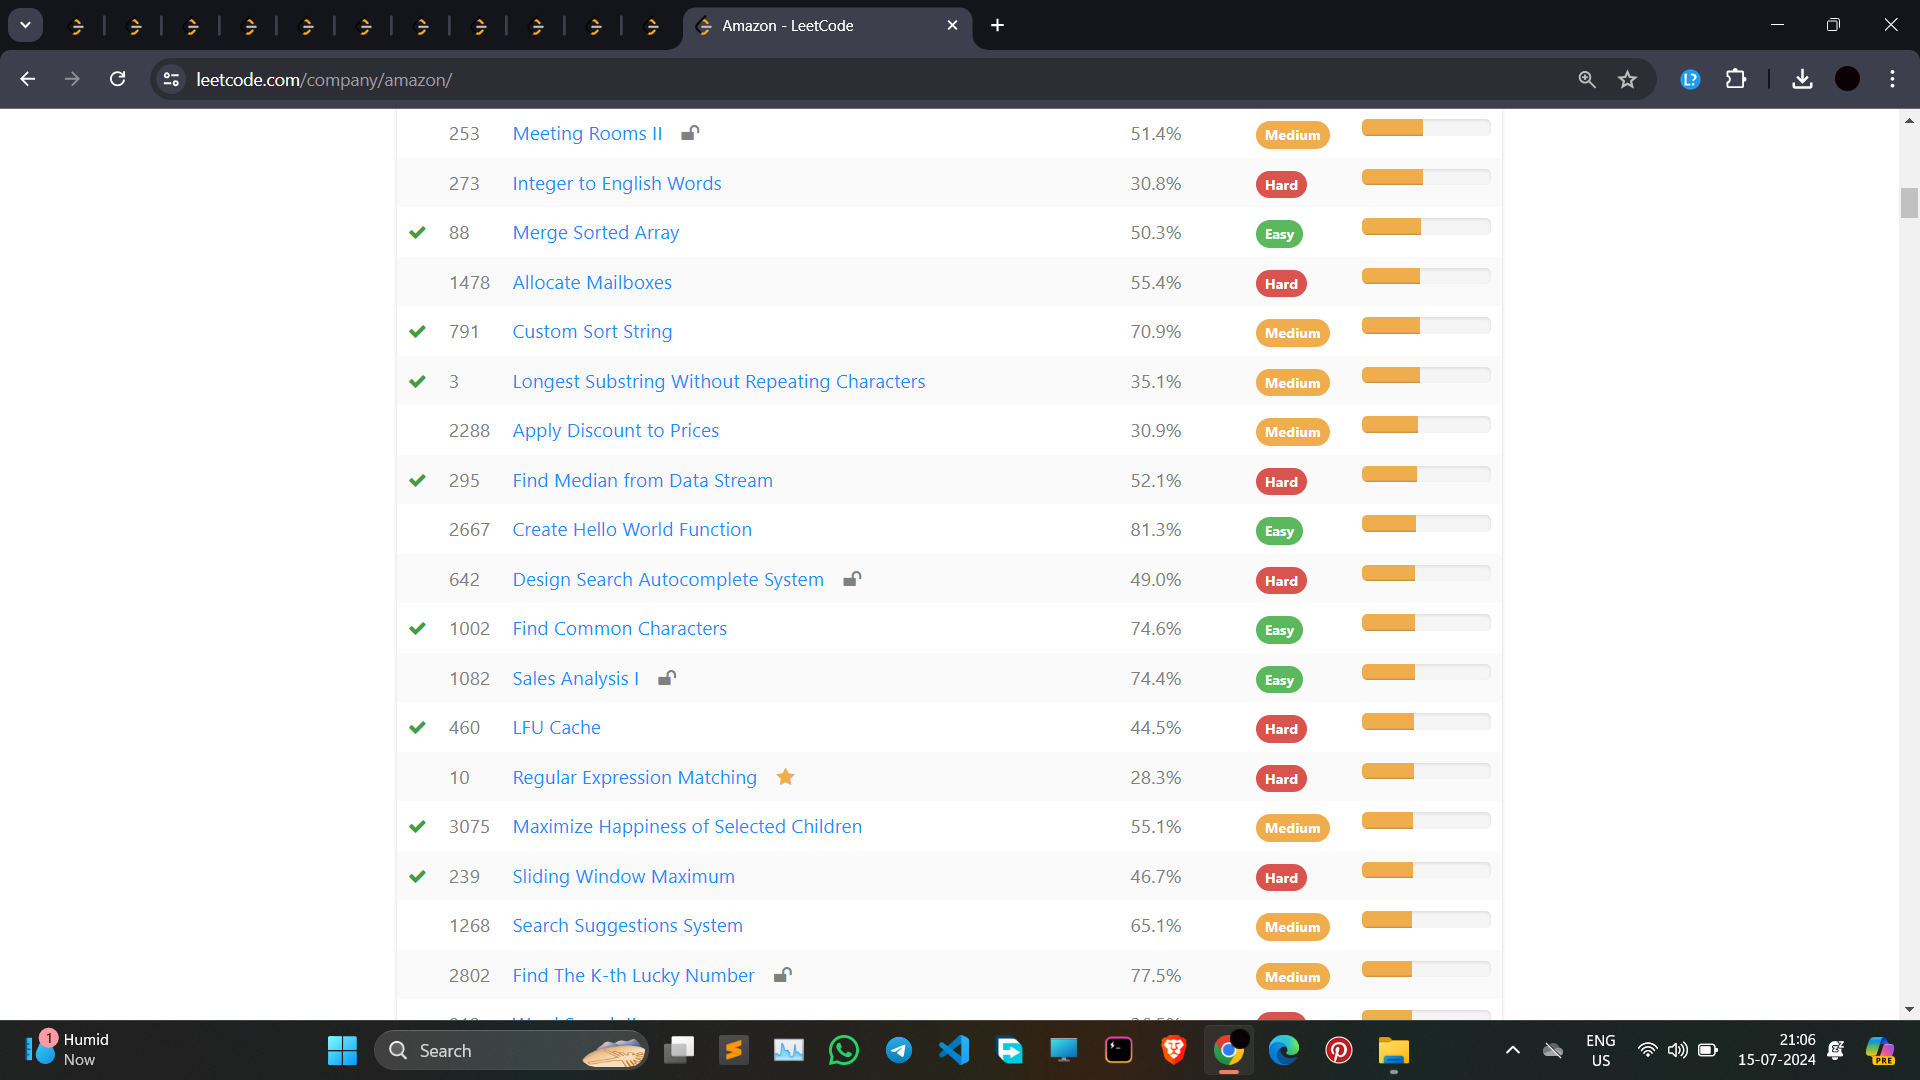 Amazon - LeetCode
leetcode.com/company/amazon/
L?
253 Meeting Rooms II 51.4% Medium
273 Integer to English Words 30.8% Hard
88 Merge Sorted Array 50.3% Easy
1478 Allocate Mailboxes 55.4% Hard
791 Custom Sort String 70.9% Medium
3 Longest Substring Without Repeating Characters 35.1% Medium
2288 Apply Discount to Prices 30.9% Medium
295 Find Median from Data Stream 52.1% Hard
2667 Create Hello World Function 81.3% Easy
642 Design Search Autocomplete System 49.0% Hard
1002 Find Common Characters 74.6% Easy
1082 Sales Analysis I 74.4% Easy
460 LFU Cache 44.5% Hard
10 Regular Expression Matching 28.3% Hard
3075 Maximize Happiness of Selected Children 55.1% Medium
239 Sliding Window Maximum 46.7% Hard
1268 Search Suggestions System 65.1% Medium
2802 Find The K-th Lucky Number 77.5% Medium
1 Humid
Now
Search
ENG
US
21:06
15-07-2024
PRE